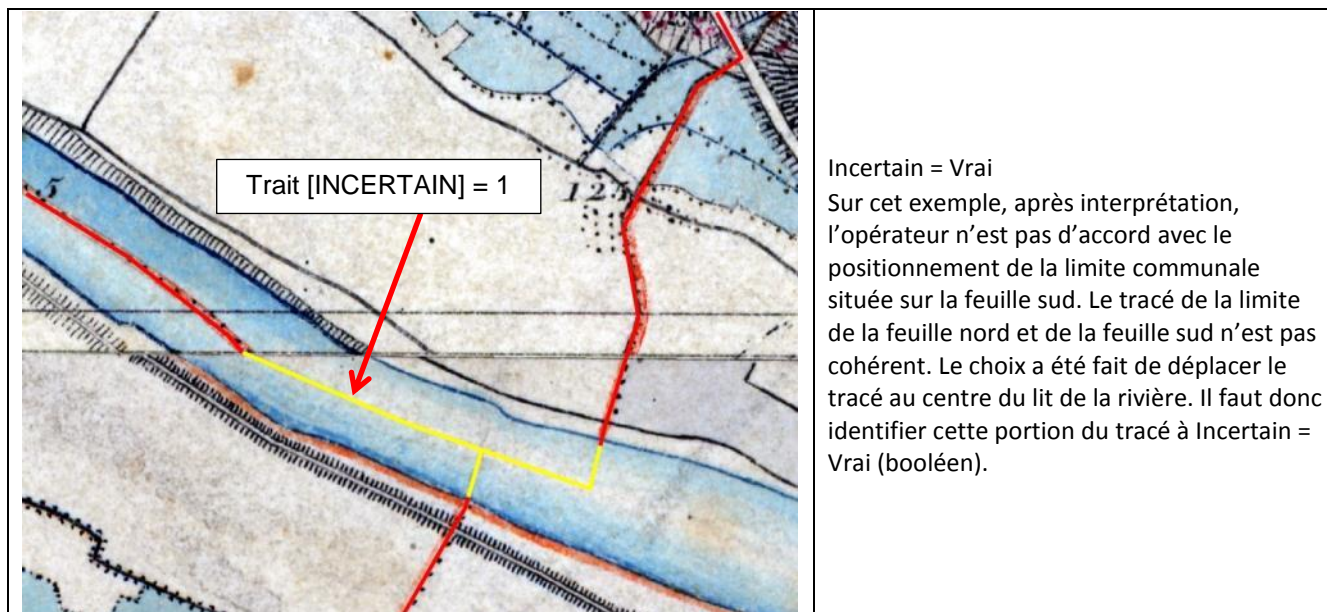 Trait [INCERTAIN] = 1
5
125
Incertain = Vrai
Sur cet exemple, après interprétation,
l’opérateur n’est pas d’accord avec le
positionnement de la limite communale
située sur la feuille sud. Le tracé de la limite
de la feuille nord et de la feuille sud n’est pas
cohérent. Le choix a été fait de déplacer le
tracé au centre du lit de la rivière. Il faut donc
identifier cette portion du tracé à Incertain =
Vrai (booléen).